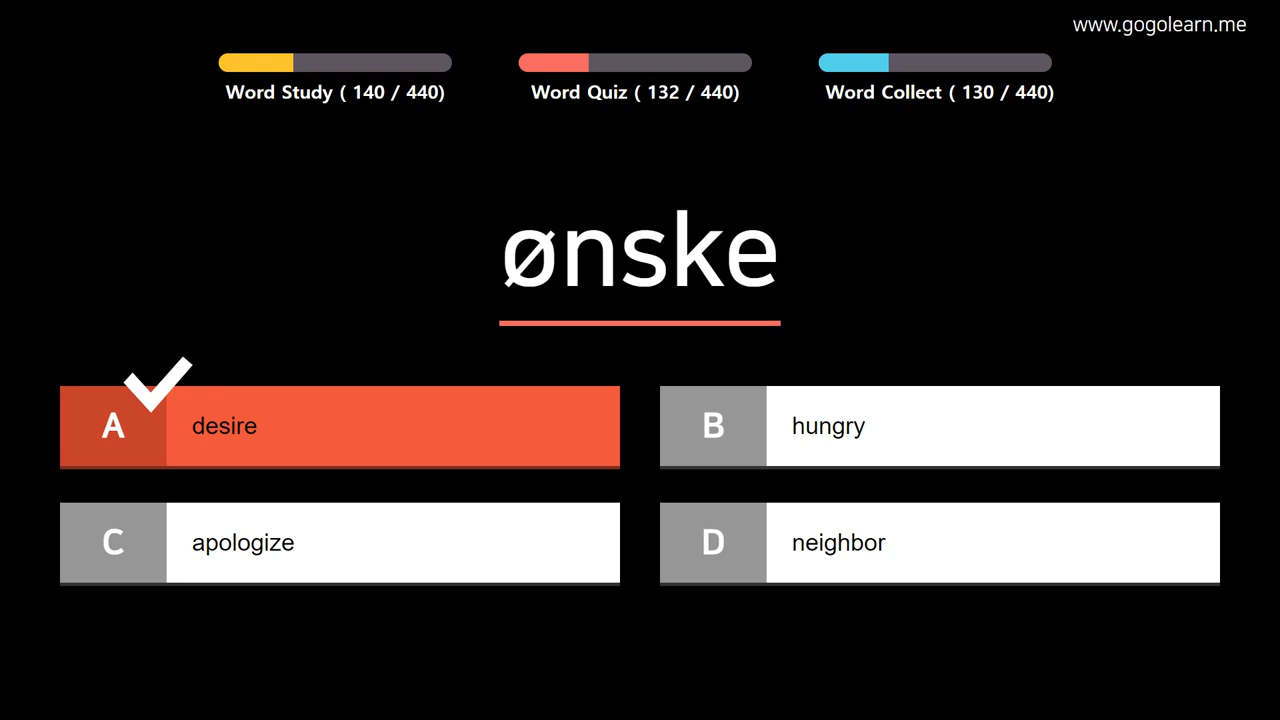 www.gogolearn.me
Word Study ( 140 / 440)
Word Quiz ( 132 / 440)
Word Collect ( 130 / 440)
ønske
A desire
B hungry
C apologize
D neighbor